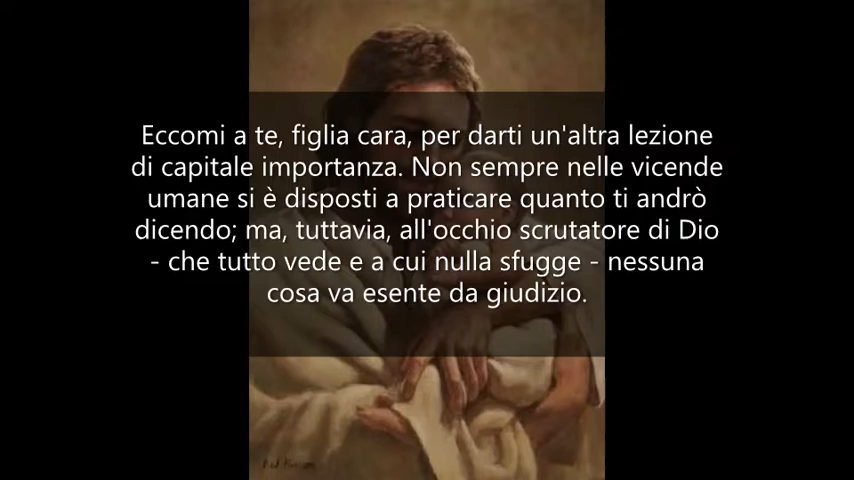 Eccomi a te, figlia cara, per darti un'altra lezione
di capitale importanza. Non sempre nelle vicende
umane si è disposti a praticare quanto ti andrò
dicendo; ma, tuttavia, all'occhio scrutatore di Dio
- che tutto vede e a cui nulla sfugge - nessuna
cosa va esente da giudizio.